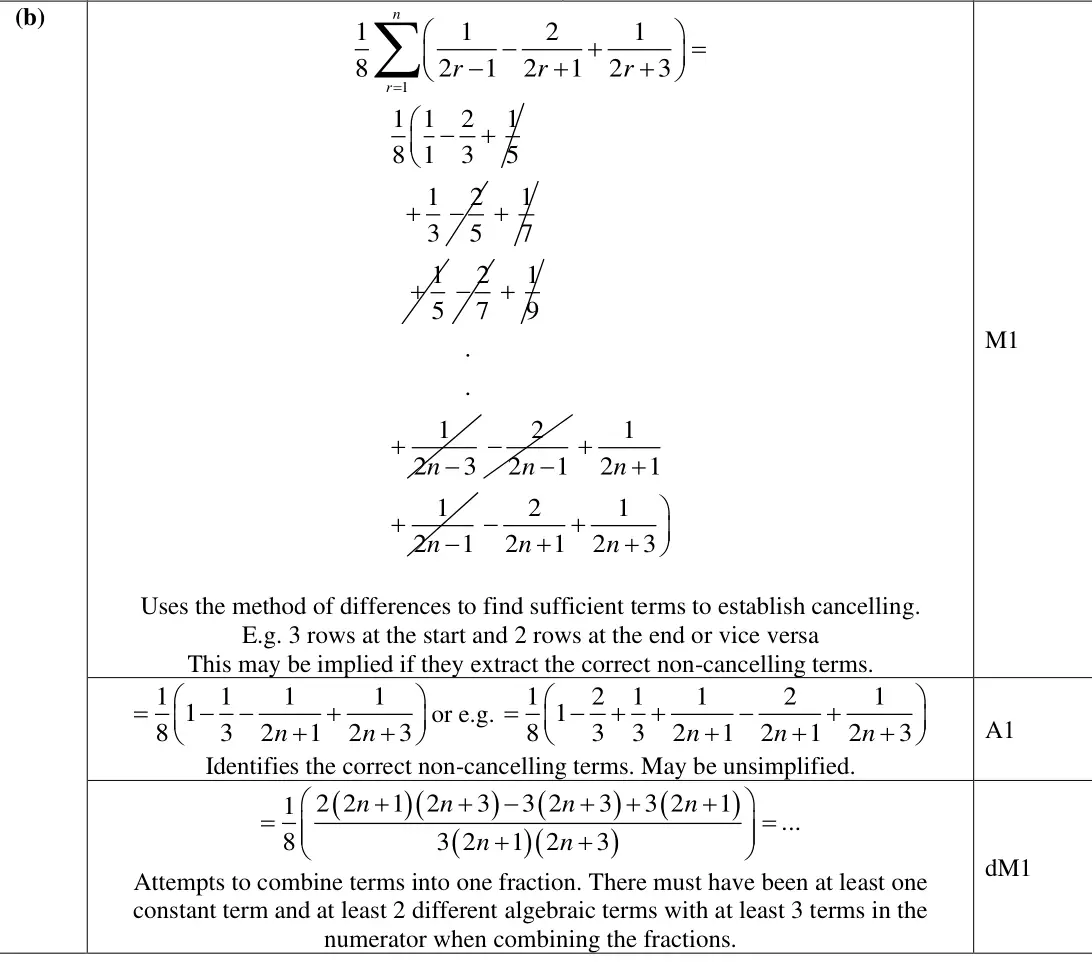 (b)
1/8 ∑_{r=1}^{n} (1/(2r−1) − 2/(2r+1) + 1/(2r+3)) =
1/8 (1/1 − 2/3 + 1/5
+ 1/3 − 2/5 + 1/7
+ 1/5 − 2/7 + 1/9
.
.
+ 1/(2n−3) − 2/(2n−1) + 1/(2n+1)
+ 1/(2n−1) − 2/(2n+1) + 1/(2n+3))
M1
Uses the method of differences to find sufficient terms to establish cancelling.
E.g. 3 rows at the start and 2 rows at the end or vice versa
This may be implied if they extract the correct non-cancelling terms.
= 1/8 (1 − 1/3 − 1/(2n+1) + 1/(2n+3)) or e.g. = 1/8 (1 − 2/3 + 1/3 + 1/(2n+1) − 2/(2n+1) + 1/(2n+3))
A1
Identifies the correct non-cancelling terms. May be unsimplified.
= 1/8 ((2(2n+1)(2n+3) − 3(2n+3) + 3(2n+1))/(3(2n+1)(2n+3))) = ...
dM1
Attempts to combine terms into one fraction. There must have been at least one
constant term and at least 2 different algebraic terms with at least 3 terms in the
numerator when combining the fractions.